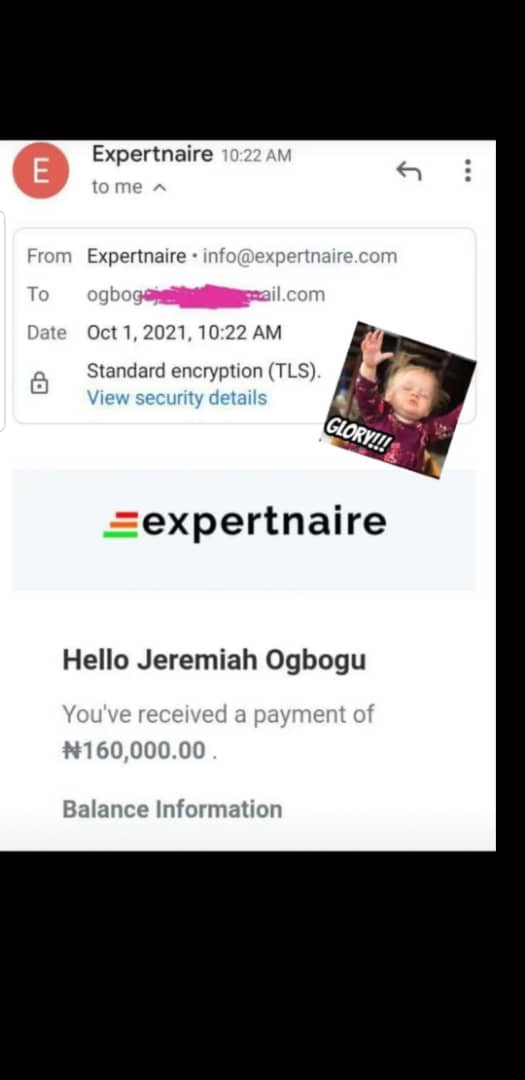 E
Expertnaire 10:22 AM
to me
From Expertnaire • info@expertnaire.com
To ail.com
Date Oct 1, 2021, 10:22 AM
Standard encryption (TLS).
View security details
GLORY!!!
expertnaire
Hello Jeremiah Ogbogu
You've received a payment of
₦160,000.00 .
Balance Information